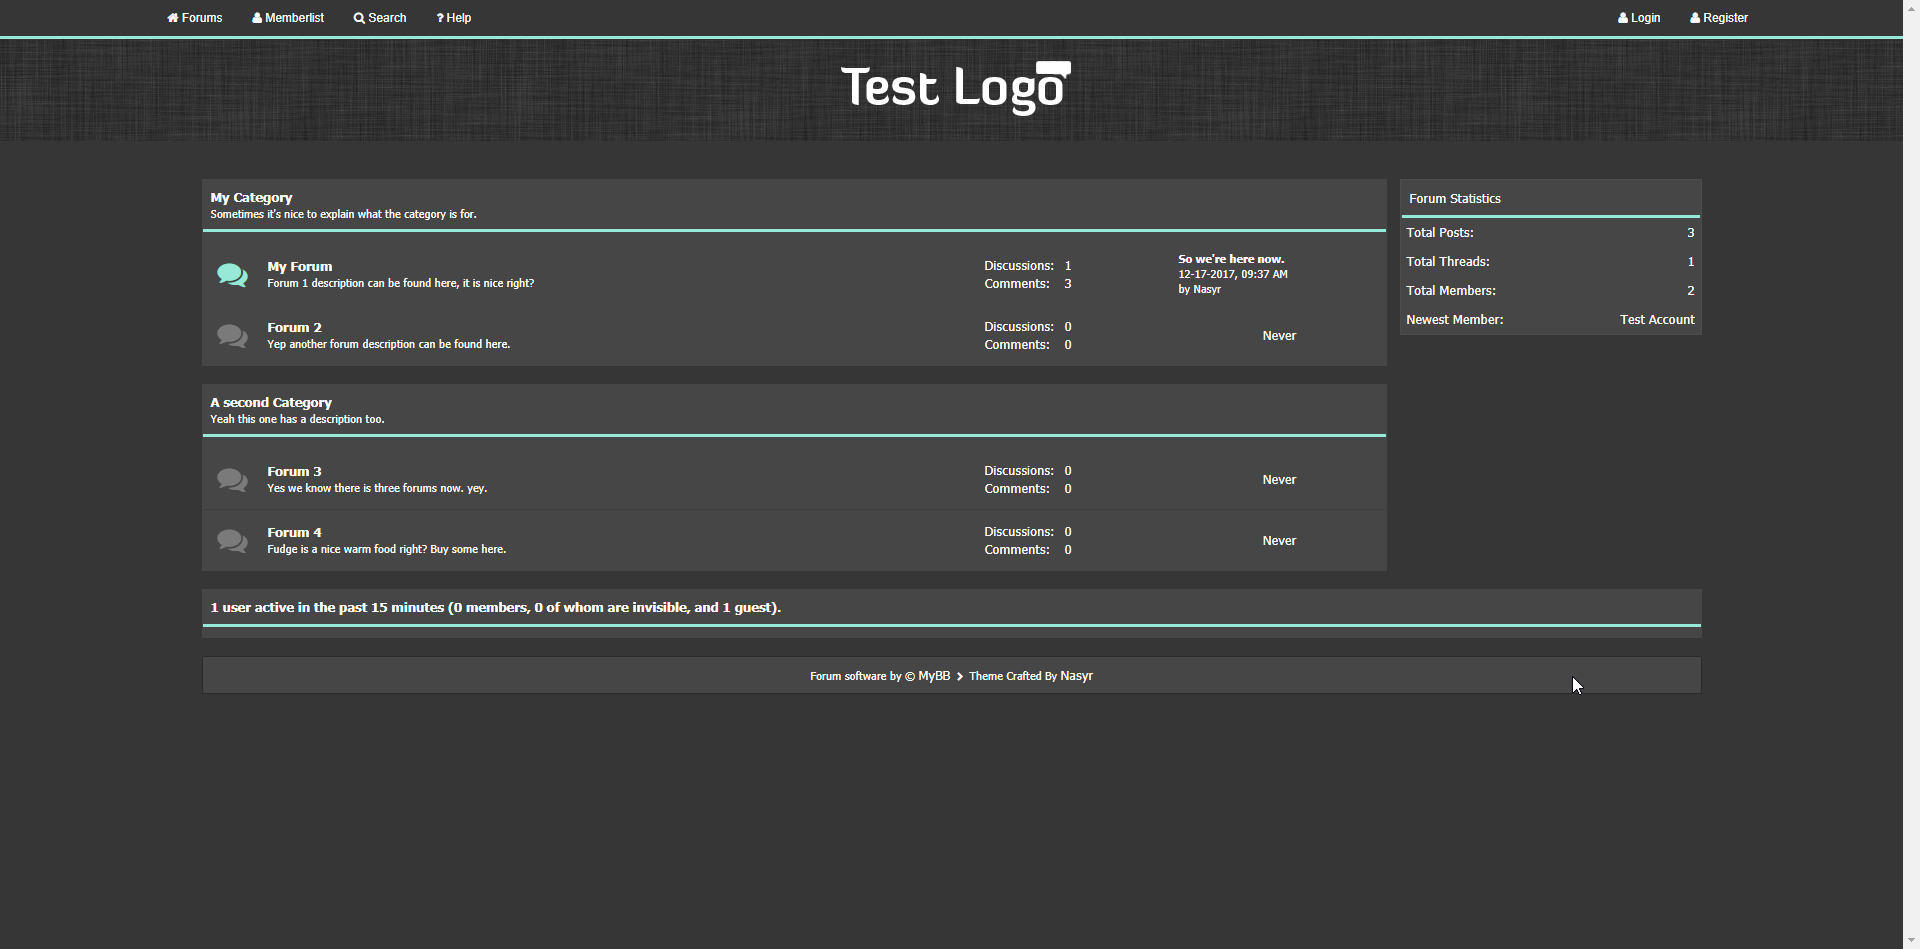 Forums Memberlist Search Help Login Register
Test Logo
My Category
Sometimes it's nice to explain what the category is for.
My Forum
Forum 1 description can be found here, it is nice right?
Discussions: 1
Comments: 3
So we're here now.
12-17-2017, 09:37 AM
by Nasyr
Forum 2
Yep another forum description can be found here.
Discussions: 0
Comments: 0
Never
A second Category
Yeah this one has a description too.
Forum 3
Yes we know there is three forums now. yey.
Discussions: 0
Comments: 0
Never
Forum 4
Fudge is a nice warm food right? Buy some here.
Discussions: 0
Comments: 0
Never
Forum Statistics
Total Posts: 3
Total Threads: 1
Total Members: 2
Newest Member: Test Account
1 user active in the past 15 minutes (0 members, 0 of whom are invisible, and 1 guest).
Forum software by © MyBB > Theme Crafted By Nasyr